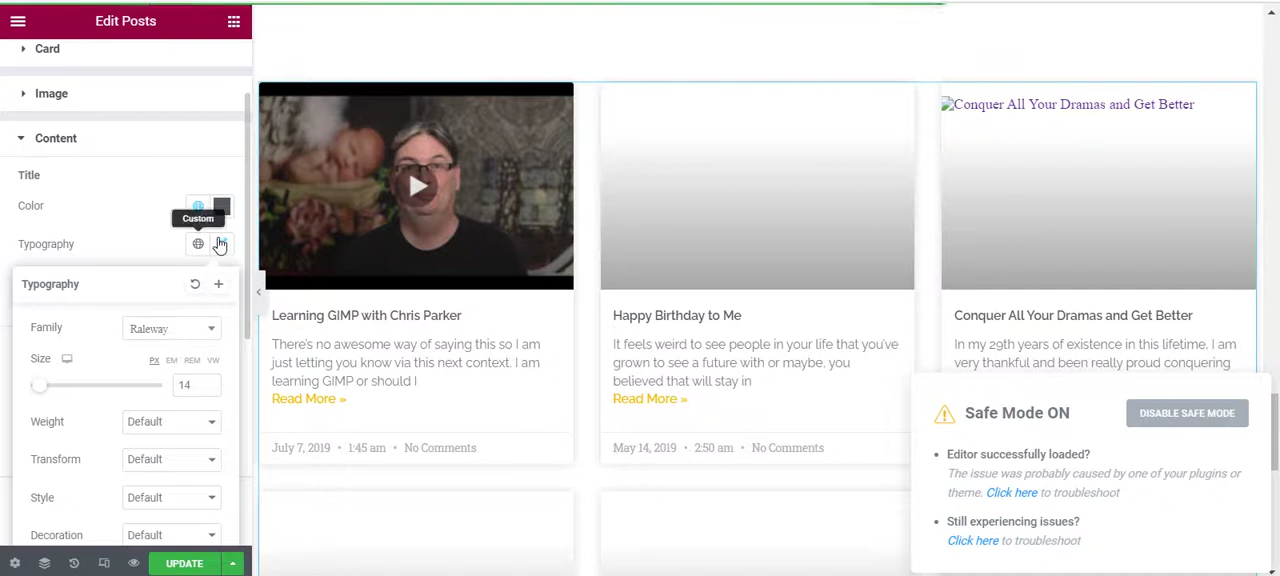 Edit Posts
Card
Image
Content
Title
Color
Custom
Typography
Typography
Family
Raleway
Size
PX EM REM VW
14
Weight
Default
Transform
Default
Style
Default
Decoration
Default
UPDATE
Learning GIMP with Chris Parker
There's no awesome way of saying this so I am
just letting you know via this next context. I am
learning GIMP or should I
Read More »
July 7, 2019 • 1:45 am • No Comments
Happy Birthday to Me
It feels weird to see people in your life that you've
grown to see a future with or maybe, you
believed that will stay in
Read More »
May 14, 2019 • 2:50 am • No Comments
Conquer All Your Dramas and Get Better
Conquer All Your Dramas and Get Better
In my 29th years of existence in this lifetime, I am
very thankful and been really proud conquering
Safe Mode ON
DISABLE SAFE MODE
• Editor successfully loaded?
The issue was probably caused by one of your plugins or
theme. Click here to troubleshoot
• Still experiencing issues?
Click here to troubleshoot